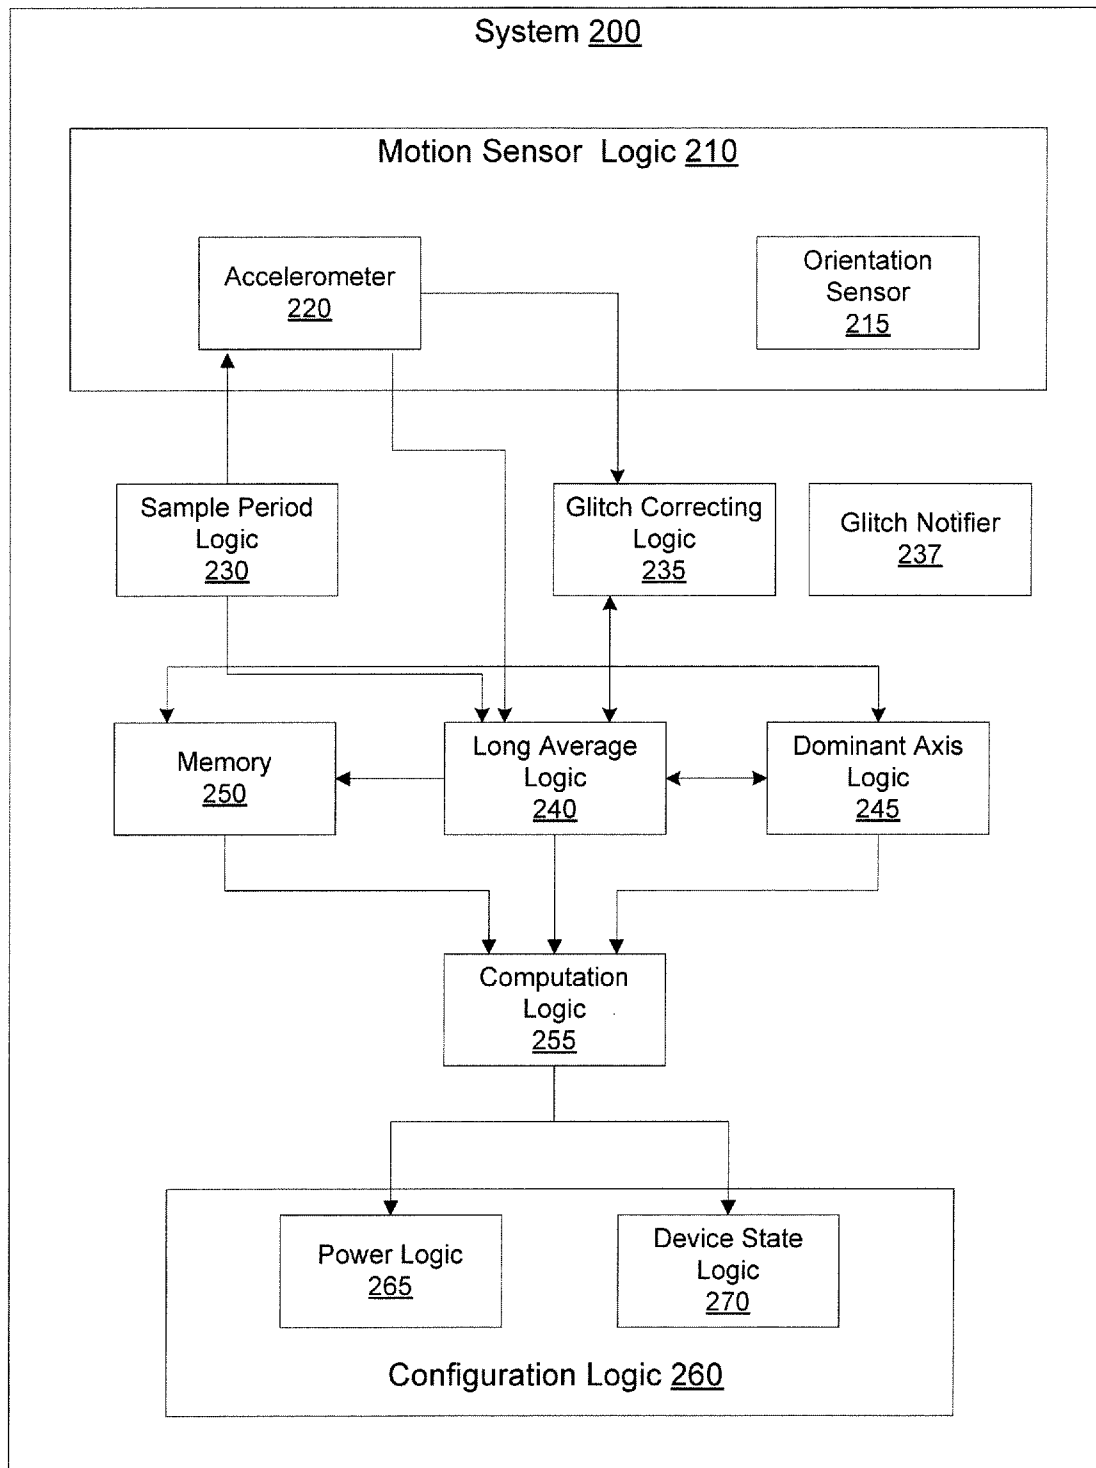 System 200
Motion Sensor Logic 210
Accelerometer
220
Orientation
Sensor
215
Sample Period
Logic
230
Glitch Correcting
Logic
235
Glitch Notifier
237
Memory
250
Long Average
Logic
240
Dominant Axis
Logic
245
Computation
Logic
255
Power Logic
265
Device State
Logic
270
Configuration Logic 260